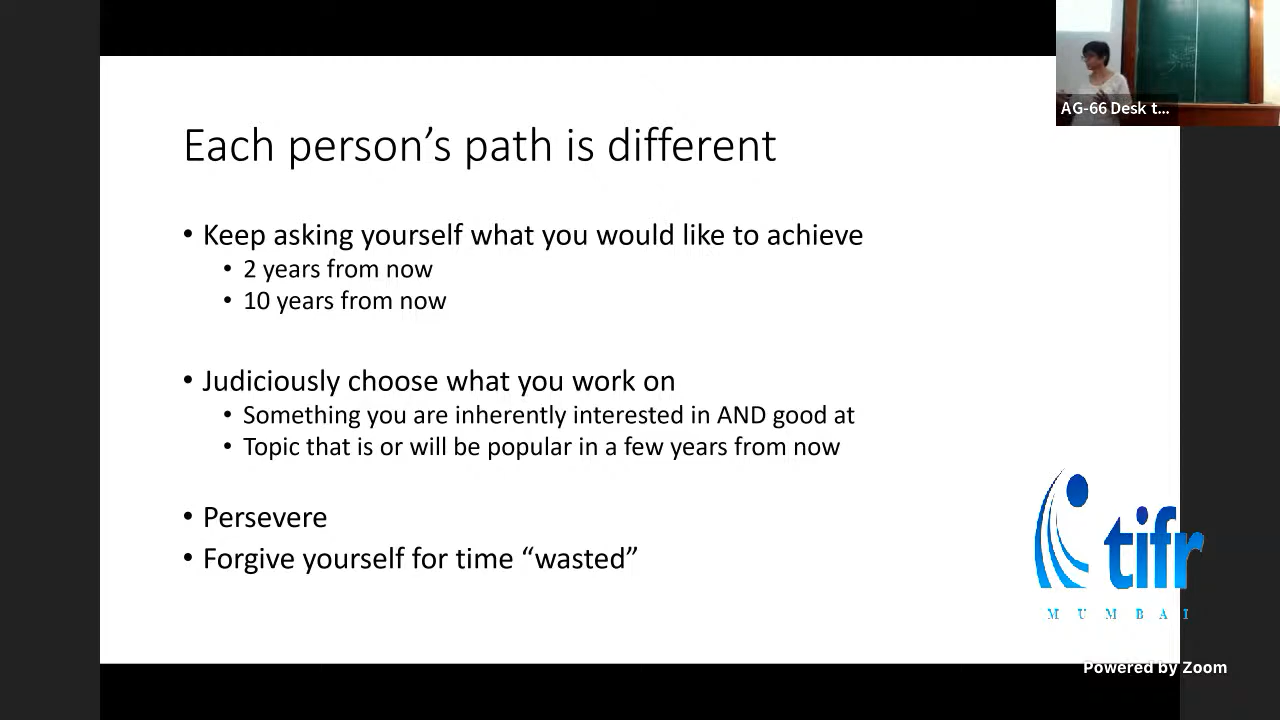 AG-66 Desk t...
Each person’s path is different
• Keep asking yourself what you would like to achieve
• 2 years from now
• 10 years from now
• Judiciously choose what you work on
• Something you are inherently interested in AND good at
• Topic that is or will be popular in a few years from now
• Persevere
• Forgive yourself for time “wasted”
tifr
MUMBAI
Powered by Zoom